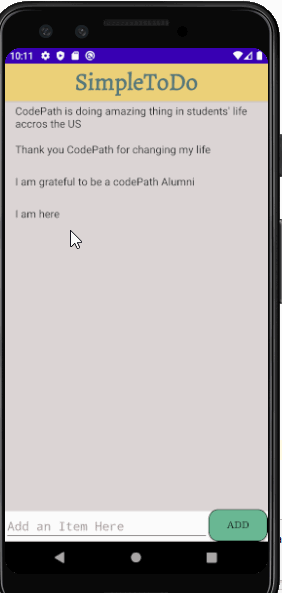 10:11
SimpleToDo
CodePath is doing amazing thing in students' life
accros the US
Thank you CodePath for changing my life
I am grateful to be a codePath Alumni
I am here
Add an Item Here
ADD